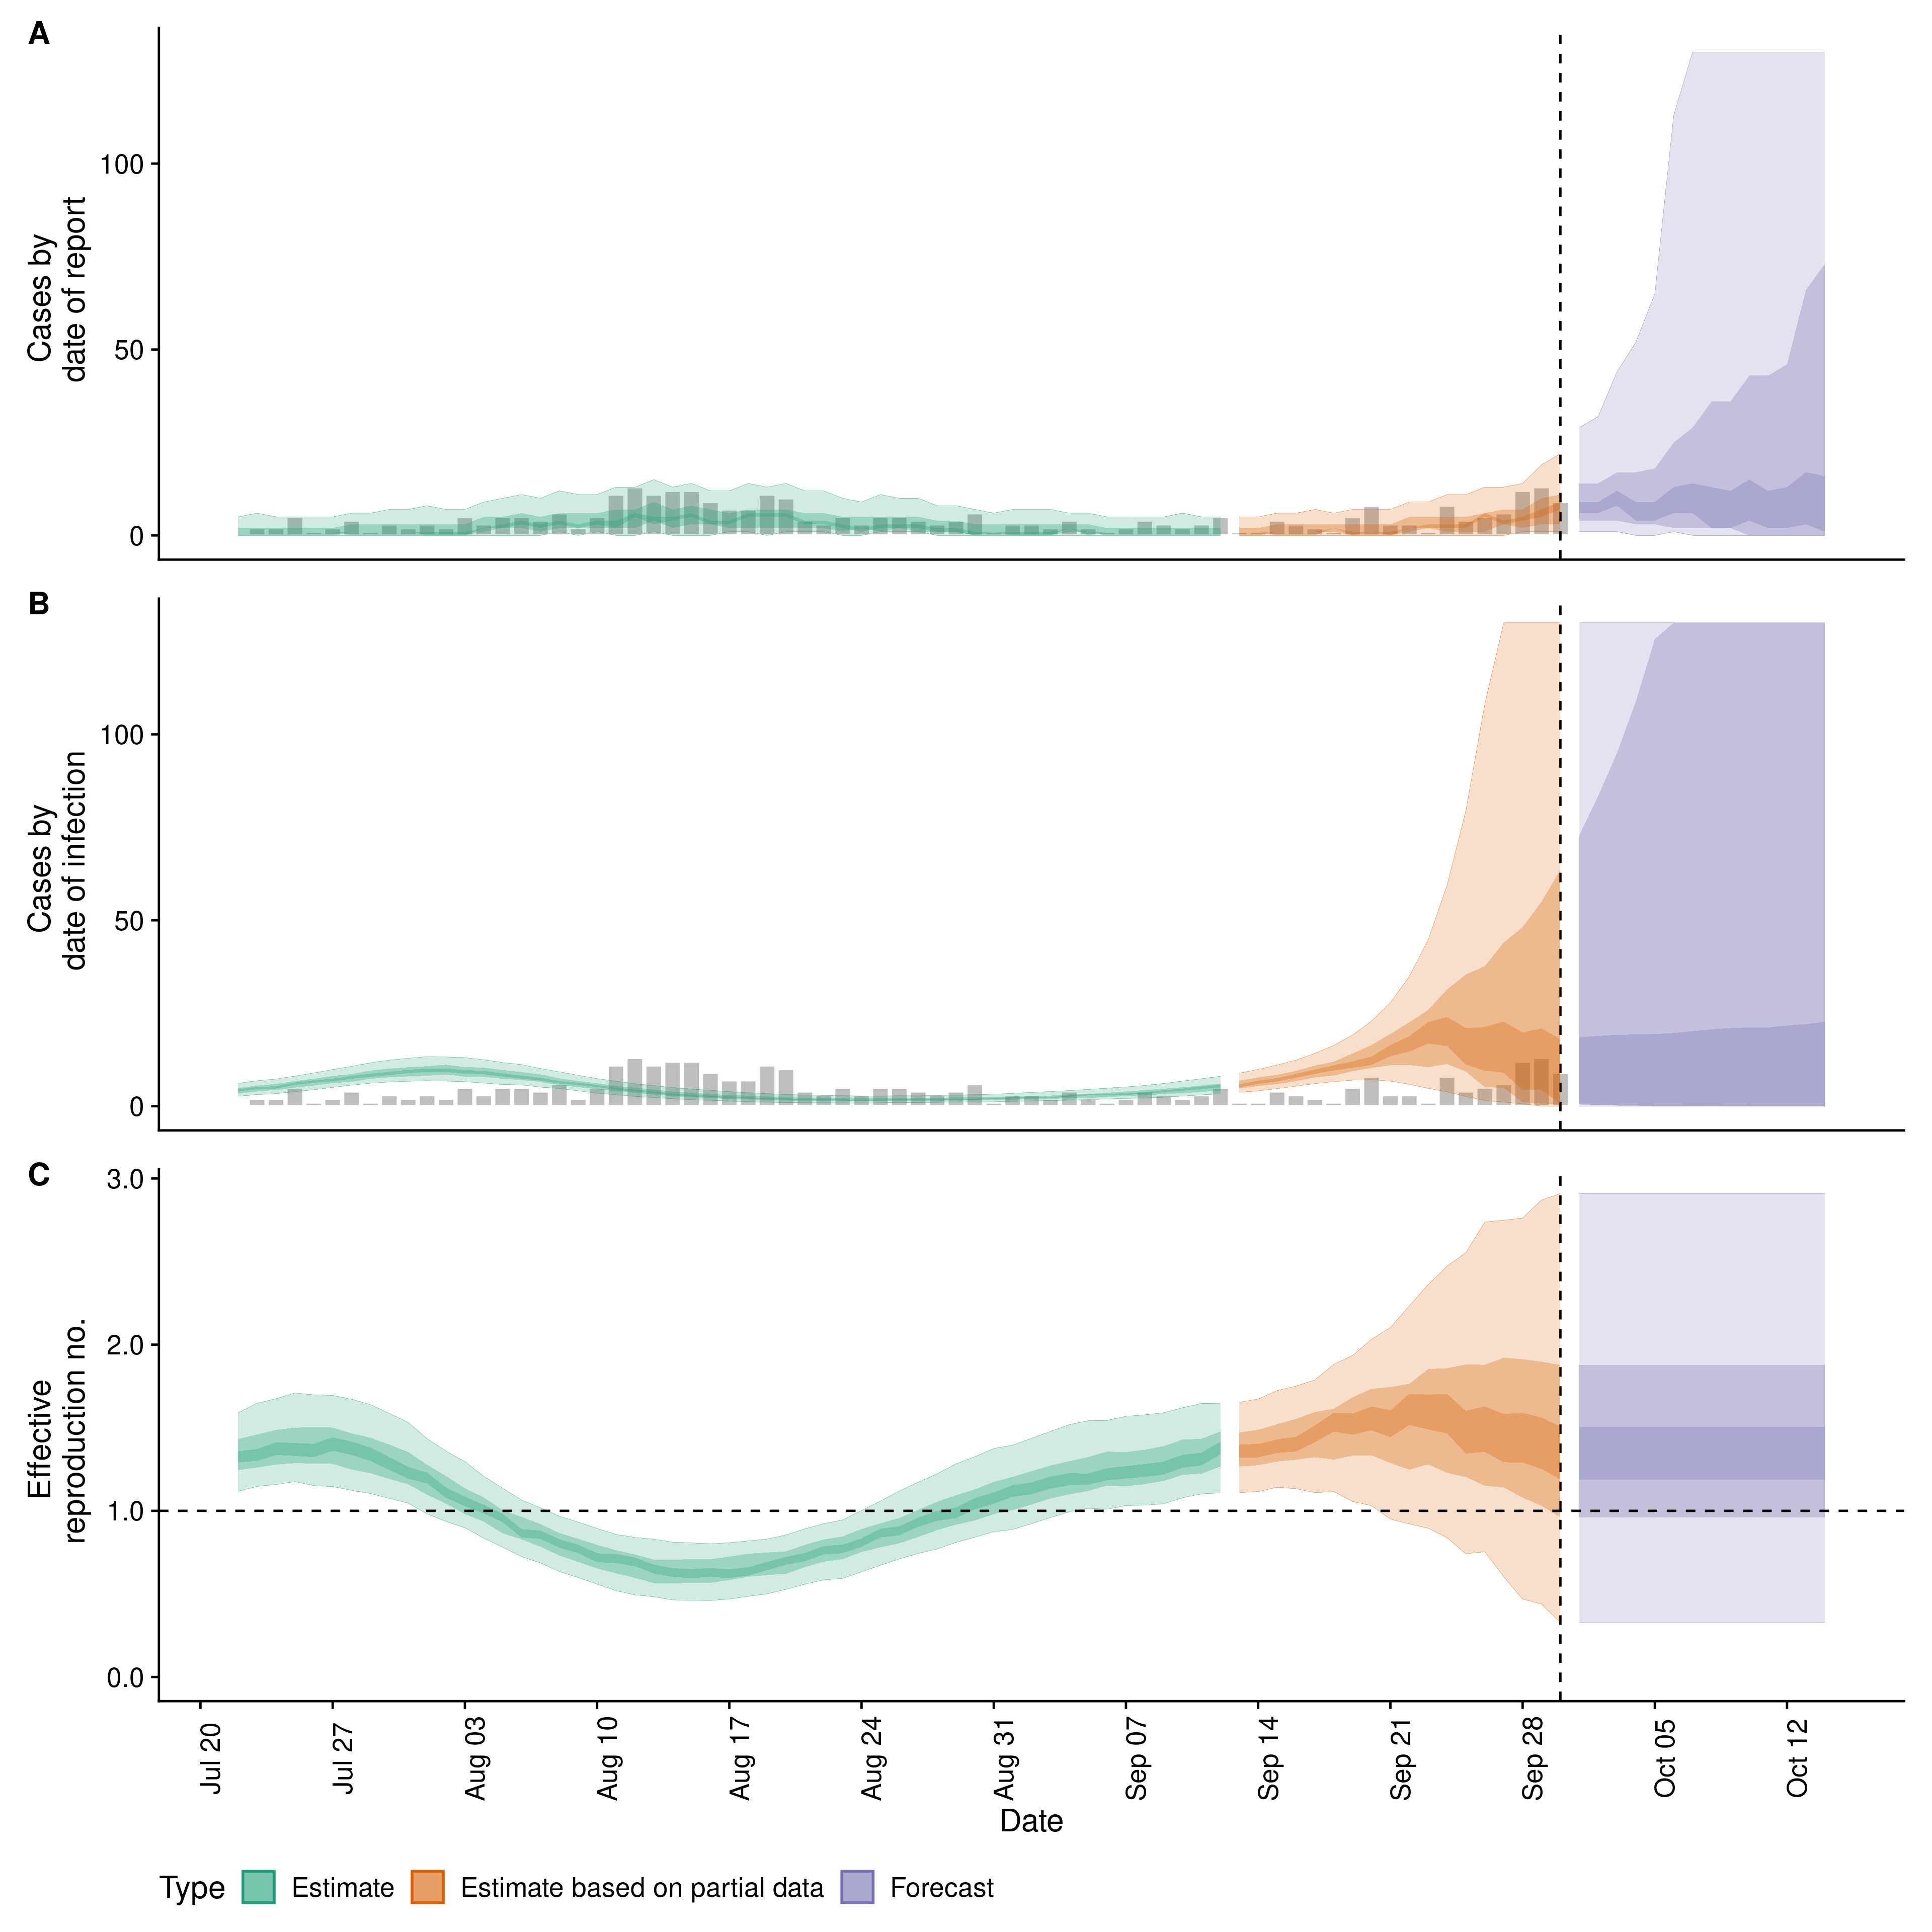 A
Cases by
date of report
100
50
0
B
Cases by
date of infection
100
50
0
C
Effective
reproduction no.
3.0
2.0
1.0
0.0
Jul 20
Jul 27
Aug 03
Aug 10
Aug 17
Aug 24
Aug 31
Sep 07
Sep 14
Sep 21
Sep 28
Oct 05
Oct 12
Date
Type Estimate Estimate based on partial data Forecast